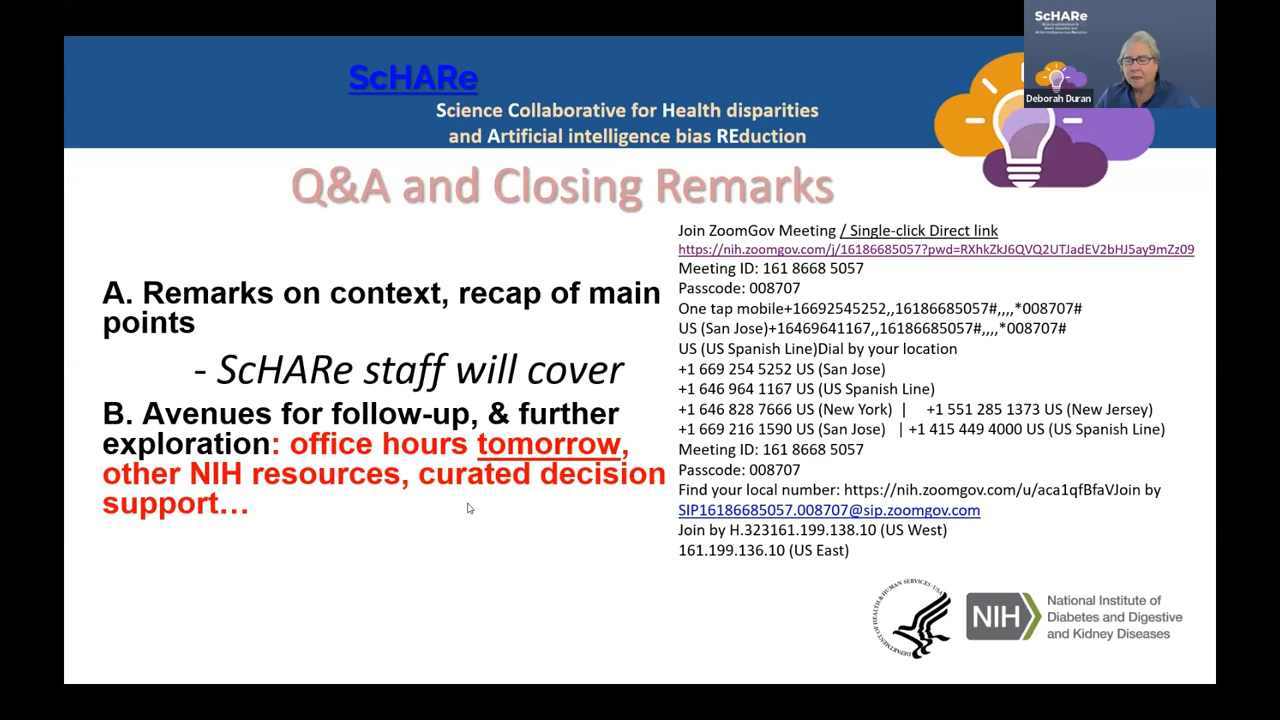 ScHARe
Science Collaborative for Health disparities
and Artificial intelligence bias REduction
ScHARe
Deborah Duran
Q&A and Closing Remarks
A. Remarks on context, recap of main
points
- ScHARe staff will cover
B. Avenues for follow-up, & further
exploration: office hours tomorrow,
other NIH resources, curated decision
support…
Join ZoomGov Meeting / Single-click Direct link
https://nih.zoomgov.com/j/16186685057?pwd=RXhkZkJ6QVQ2UTJadEV2bHJ5ay9mZz09
Meeting ID: 161 8668 5057
Passcode: 008707
One tap mobile+16692545252,,16186685057#,,,,*008707#
US (San Jose)+16469641167,,16186685057#,,,,*008707#
US (US Spanish Line)Dial by your location
+1 669 254 5252 US (San Jose)
+1 646 964 1167 US (US Spanish Line)
+1 646 828 7666 US (New York) | +1 551 285 1373 US (New Jersey)
+1 669 216 1590 US (San Jose) | +1 415 449 4000 US (US Spanish Line)
Meeting ID: 161 8668 5057
Passcode: 008707
Find your local number: https://nih.zoomgov.com/u/aca1qfBfaVJoin by
SIP16186685057.008707@sip.zoomgov.com
Join by H.323161.199.138.10 (US West)
161.199.136.10 (US East)
DEPARTMENT OF HEALTH & HUMAN SERVICES · USA
NIH
National Institute of
Diabetes and Digestive
and Kidney Diseases